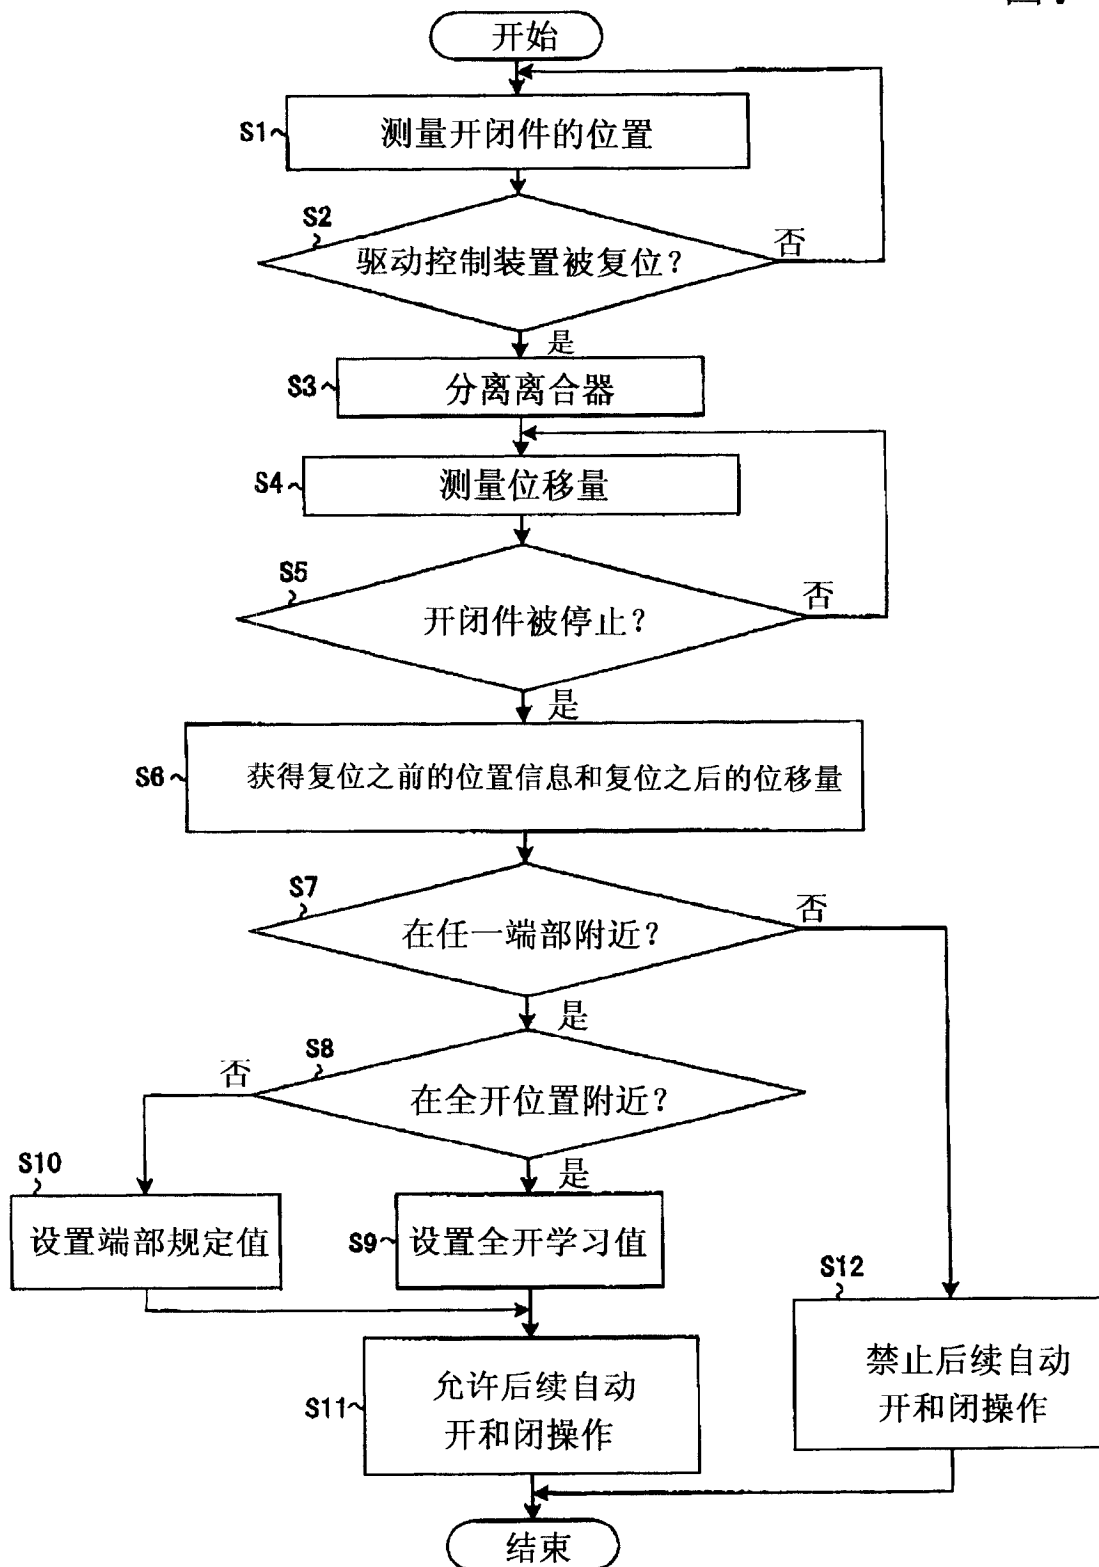 开始
S1
测量开闭件的位置
S2
驱动控制装置被复位?
否
是
S3
分离离合器
S4
测量位移量
S5
开闭件被停止?
否
是
S6
获得复位之前的位置信息和复位之后的位移量
S7
在任一端部附近?
否
是
S8
否
在全开位置附近?
是
S10
设置端部规定值
S9
设置全开学习值
S12
禁止后续自动
开和闭操作
S11
允许后续自动
开和闭操作
结束